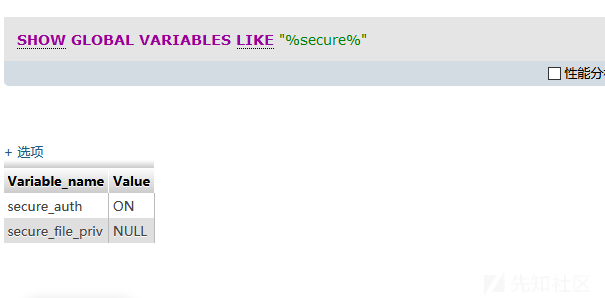 SHOW GLOBAL VARIABLES LIKE "%secure%"
性能分
+ 选项
Variable_name Value
secure_auth ON
secure_file_priv NULL
先知社区